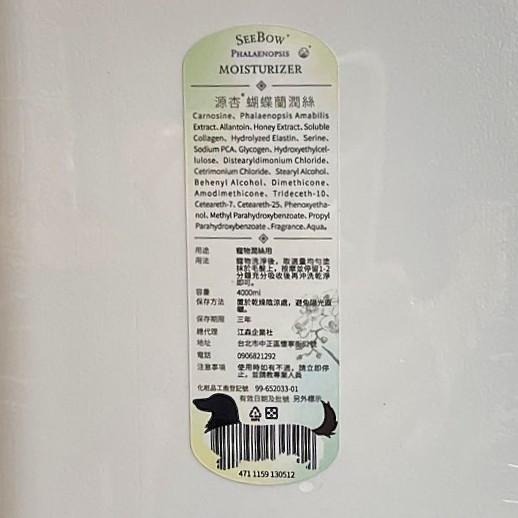 SEEBOW
PHALAENOPSIS
MOISTURIZER
源杏 蝴蝶蘭潤絲
Carnosine、Phalaenopsis Amabilis
Extract、Allantoin、Honey Extract、Soluble
Collagen、Hydrolyzed Elastin、Serine、
Sodium PCA、Glycogen、Hydroxyethylcel-
lulose、Distearyldimonium Chloride、
Cetrimonium Chloride、Stearyl Alcohol、
Behenyl Alcohol、Dimethicone、
Amodimethicone、Trideceth-10、
Ceteareth-7、Ceteareth-25、Phenoxyetha-
nol、Methyl Parahydroxybenzoate、Propyl
Parahydroxybenzoate、Fragrance、Aqua。
用途 寵物潤絲用
用法 寵物洗淨後，取適量均勻塗
抹於毛髮上，按摩並停留1-2
分鐘充分吸收後再沖洗乾淨
即可。
容量 4000ml
保存方法 置於乾燥陰涼處，避免陽光直
曬。
保存期限 三年
總代理 江森企業社
地址 台北市中正區懷寧街號
電話 0906821292
注意事項 使用時如有不適，請立即停
止，並請教專業人員
化粧品工廠登記號 99-652033-01
有效日期及批號 另外標示
471 1159 130512